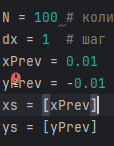 N = 100 # коли
dx = 1 # шаг
xPrev = 0.01
yPrev = -0.01
xs = [xPrev]
ys = [yPrev]